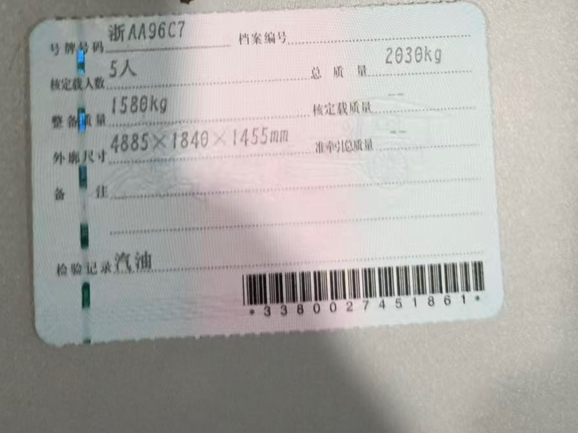 号牌号码 浙AA96C7 档案编号
核定载人数 5人 总质量 2030kg
整备质量 1580kg 核定载质量 --
外廓尺寸 4885×1840×1455mm 准牵引总质量 --
备注
检验记录 汽油
*3380027451861*